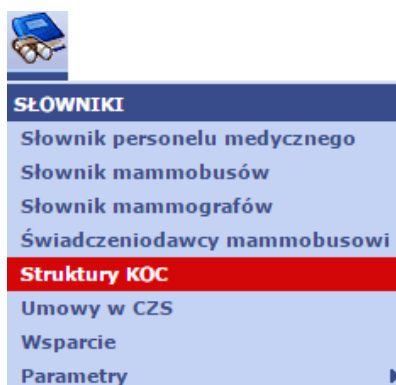 SŁOWNIKI
Słownik personelu medycznego
Słownik mammobusów
Słownik mammografów
Świadczeniodawcy mammobusowi
Struktury KOC
Umowy w CZS
Wsparcie
Parametry